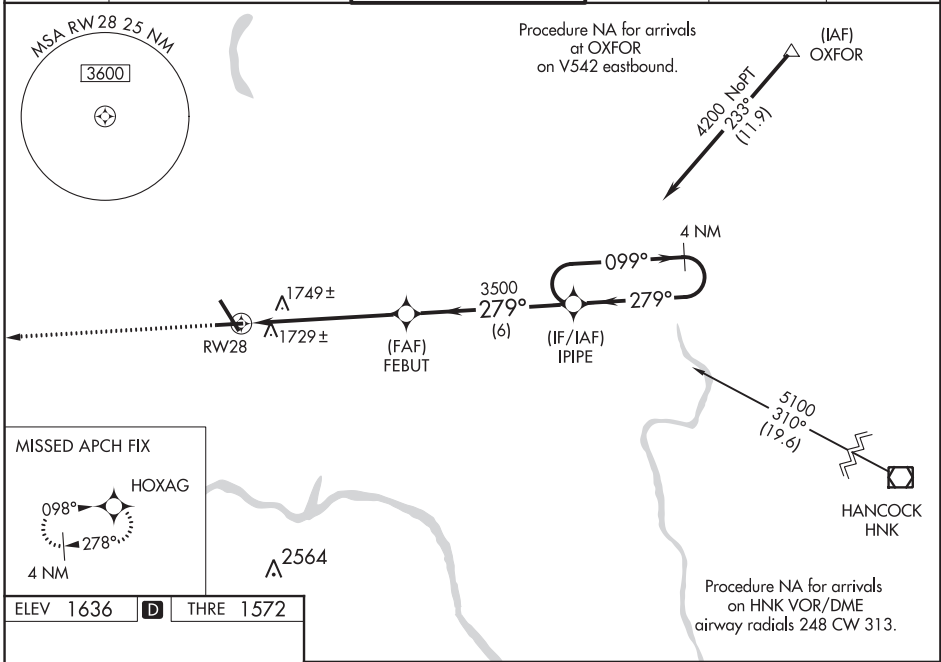 MSA RW28 25 NM
3600
Procedure NA for arrivals
at OXFOR
on V542 eastbound.
(IAF)
OXFOR
4200 NoPT
233°
(11.9)
4 NM
099°
279°
3500
279°
(6)
1749±
1729±
RW28
(FAF)
FEBUT
(IF/IAF)
IPIPE
5100
310°
(19.6)
HANCOCK
HNK
MISSED APCH FIX
HOXAG
098°
278°
4 NM
2564
Procedure NA for arrivals
on HNK VOR/DME
airway radials 248 CW 313.
ELEV 1636 D THRE 1572